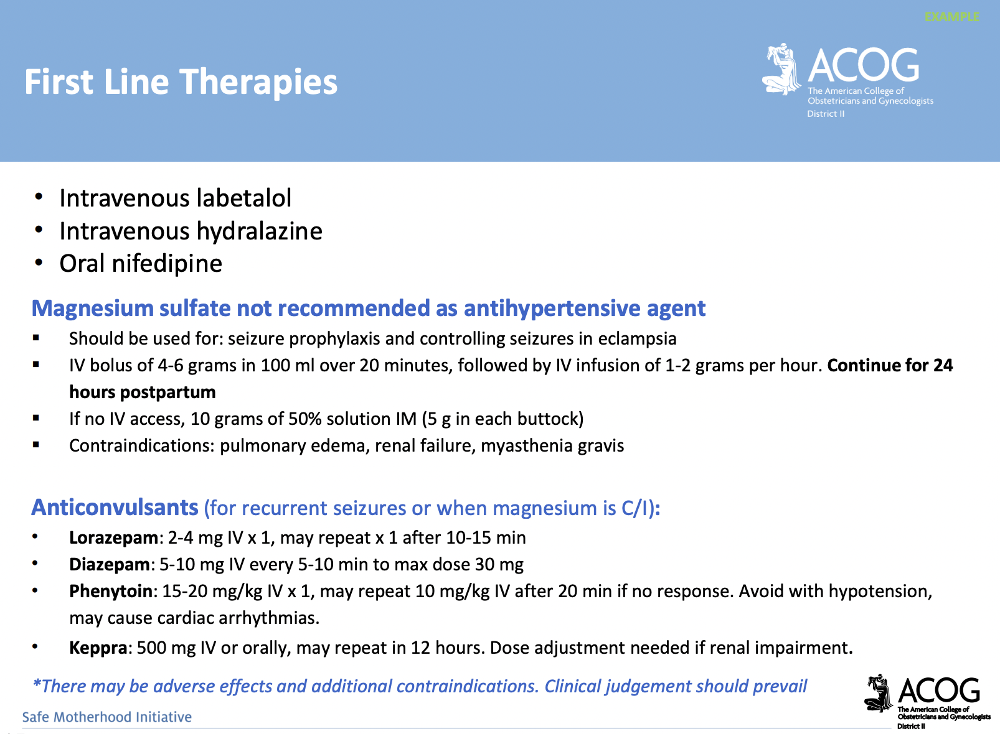 EXAMPLE
First Line Therapies
ACOG
The American College of
Obstetricians and Gynecologists
District II
• Intravenous labetalol
• Intravenous hydralazine
• Oral nifedipine
Magnesium sulfate not recommended as antihypertensive agent
▪ Should be used for: seizure prophylaxis and controlling seizures in eclampsia
▪ IV bolus of 4-6 grams in 100 ml over 20 minutes, followed by IV infusion of 1-2 grams per hour. Continue for 24
hours postpartum
▪ If no IV access, 10 grams of 50% solution IM (5 g in each buttock)
▪ Contraindications: pulmonary edema, renal failure, myasthenia gravis
Anticonvulsants (for recurrent seizures or when magnesium is C/I):
• Lorazepam: 2-4 mg IV x 1, may repeat x 1 after 10-15 min
• Diazepam: 5-10 mg IV every 5-10 min to max dose 30 mg
• Phenytoin: 15-20 mg/kg IV x 1, may repeat 10 mg/kg IV after 20 min if no response. Avoid with hypotension,
may cause cardiac arrhythmias.
• Keppra: 500 mg IV or orally, may repeat in 12 hours. Dose adjustment needed if renal impairment.
*There may be adverse effects and additional contraindications. Clinical judgement should prevail
Safe Motherhood Initiative
ACOG
The American College of
Obstetricians and Gynecologists
District II